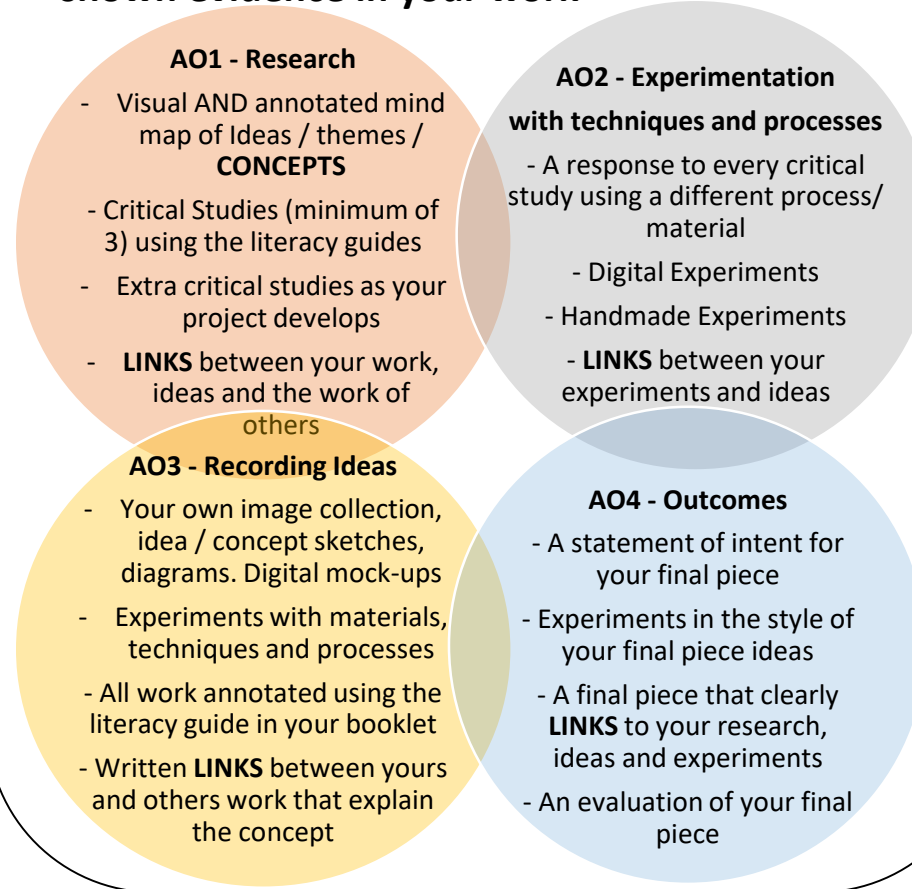 AO1 - Research
- Visual AND annotated mind
map of Ideas / themes /
CONCEPTS
- Critical Studies (minimum of
3) using the literacy guides
- Extra critical studies as your
project develops
- LINKS between your work,
ideas and the work of
others
AO2 - Experimentation
with techniques and processes
- A response to every critical
study using a different process/
material
- Digital Experiments
- Handmade Experiments
- LINKS between your
experiments and ideas
AO3 - Recording Ideas
- Your own image collection,
idea / concept sketches,
diagrams. Digital mock-ups
- Experiments with materials,
techniques and processes
- All work annotated using the
literacy guide in your booklet
- Written LINKS between yours
and others work that explain
the concept
AO4 - Outcomes
- A statement of intent for
your final piece
- Experiments in the style of
your final piece ideas
- A final piece that clearly
LINKS to your research,
ideas and experiments
- An evaluation of your final
piece